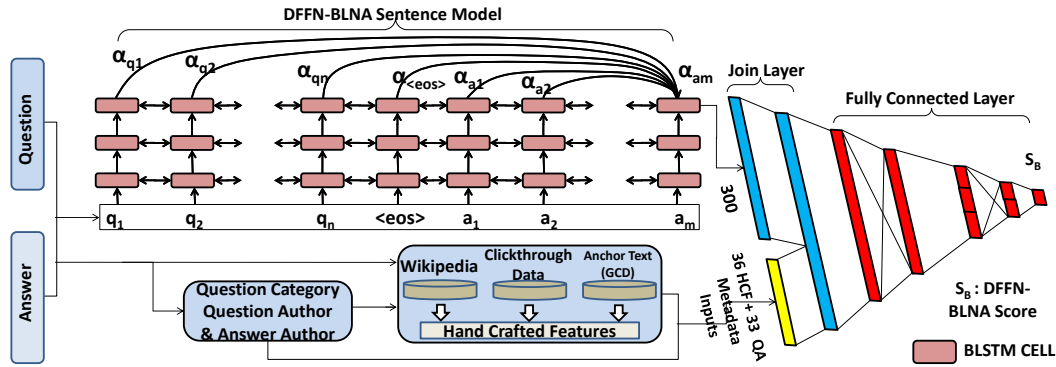 DFFN-BLNA Sentence Model
αq1
αq2
αqn
α<eos>
αa1
αa2
αam
Join Layer
Fully Connected Layer
Question
300
SB
q1 q2 qn <eos> a1 a2 am
Answer
Wikipedia
Clickthrough
Data
Anchor Text
(GCD)
Hand Crafted Features
Question Category
Question Author
& Answer Author
36 HCF + 33 QA
Metadata
Inputs
SB : DFFN-
BLNA Score
BLSTM CELL